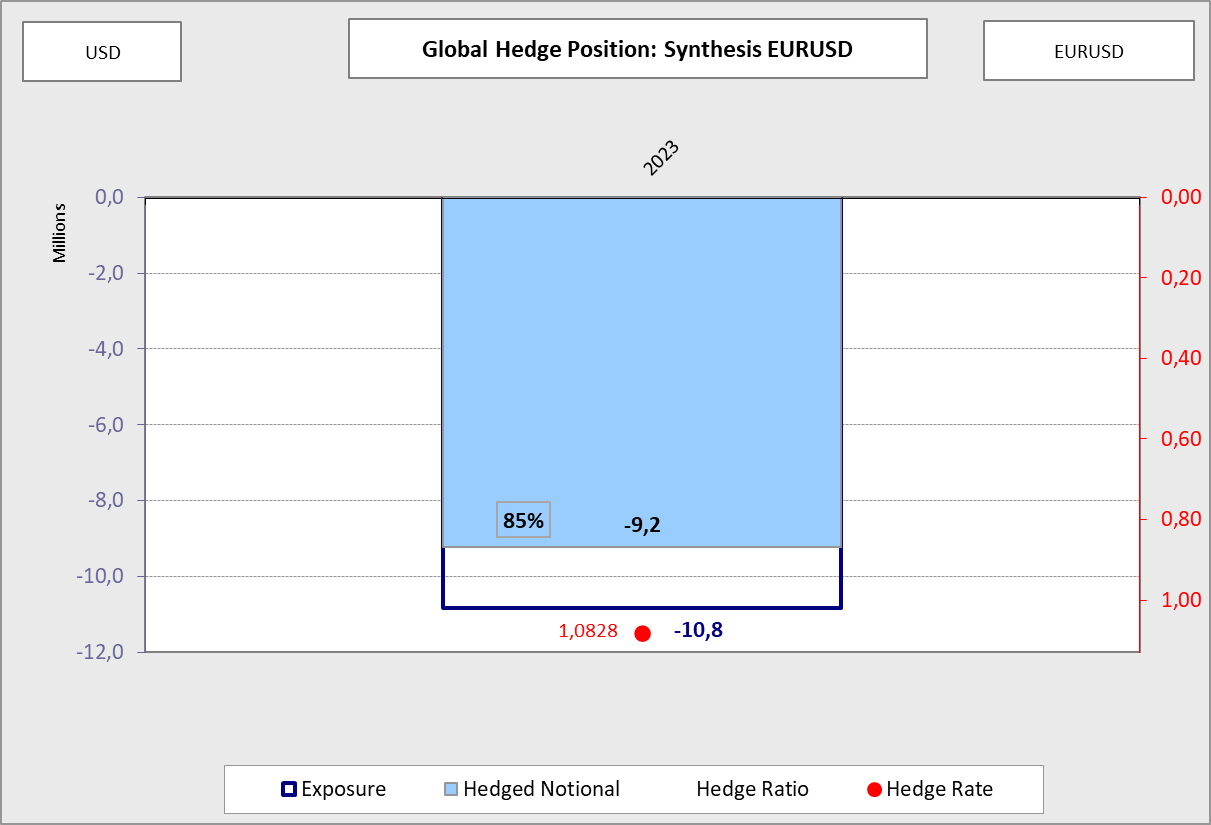 USD
Global Hedge Position: Synthesis EURUSD
EURUSD
2023
Millions
0,0
-2,0
-4,0
-6,0
-8,0
-10,0
-12,0
0,00
0,20
0,40
0,60
0,80
1,00
85%
-9,2
1,0828
-10,8
Exposure
Hedged Notional
Hedge Ratio
Hedge Rate